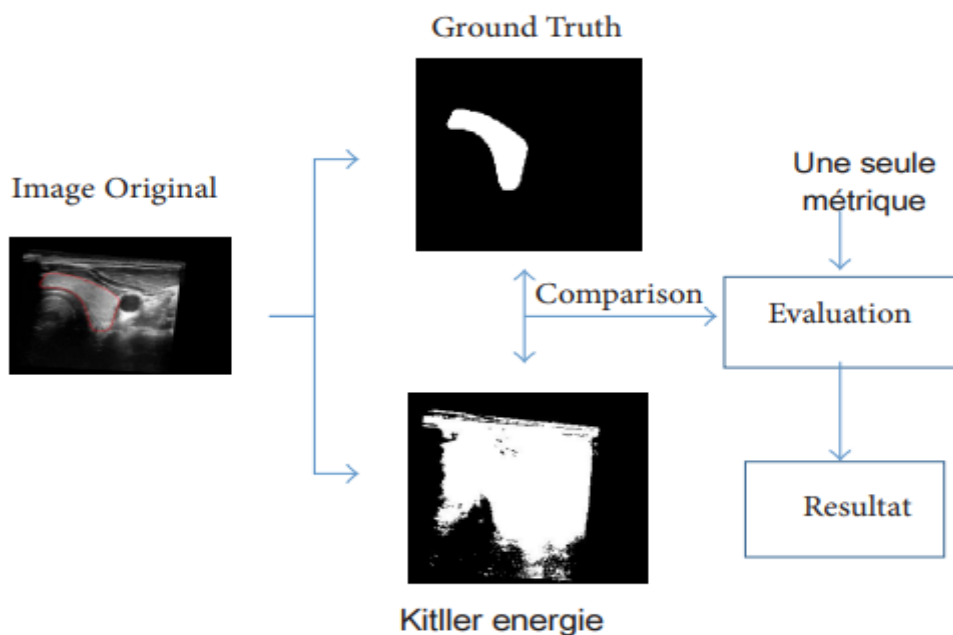 Ground Truth
Image Original
Une seule
métrique
Comparison
Evaluation
Resultat
Kitller energie